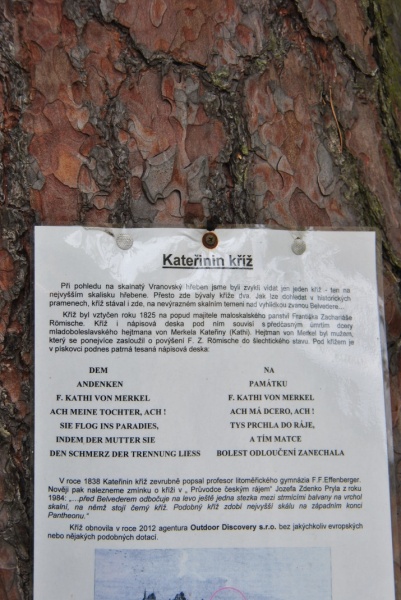 Kateřinin kříž
Při pohledu na skalnatý Vranovský hřeben jsme byli zvykli vídat jen jeden kříž - ten na
nejvyšším skalisku hřebene. Přesto zde bývaly kříže dva. Jak lze dohledat v historických
pramenech, kříž stával i zde, na nevýrazném skalním temeni nad vyhlídkou zvanou Belvedere...
Kříž byl vztyčen roku 1825 na popud majitele maloskalského panství Františka Zachariáše
Römische. Kříž i nápisová deska pod ním souvisí s předčasným úmrtím dcery
mladoboleslavského hejtmana von Merkela Kateřiny (Kathi). Hejtman von Merkel byl mužem,
který se ponejvíce zasloužil o povýšení F. Z. Römische do šlechtického stavu. Pod křížem je
v pískovci podnes patrná tesaná nápisová deska:
DEM
ANDENKEN
F. KATHI VON MERKEL
ACH MEINE TOCHTER, ACH !
SIE FLOG INS PARADIES,
INDEM DER MUTTER SIE
DEN SCHMERZ DER TRENNUNG LIESS
NA
PAMÁTKU
F. KATHI VON MERKEL
ACH MÁ DCERO, ACH !
TYS PRCHLA DO RÁJE,
A TÍM MATCE
BOLEST ODLOUČENÍ ZANECHALA
V roce 1838 Kateřinin kříž zevrubně popsal profesor litoměřického gymnázia F.F.Effenberger.
Nověji pak nalezneme zmínku o kříži v „ Průvodce českým rájem" Jozefa Zdenko Pryla z roku
1984: „...před Belvederem odbočuje na levo ještě jedna stezka mezi strmícími balvany na vrchol
skalní, na němž stojí černý kříž. Podobný kříž zdobí nejvyšší skálu na západním konci
Pantheonu."
Kříž obnovila v roce 2012 agentura Outdoor Discovery s.r.o. bez jakýchkoliv evropských
nebo nějakých podobných dotací.